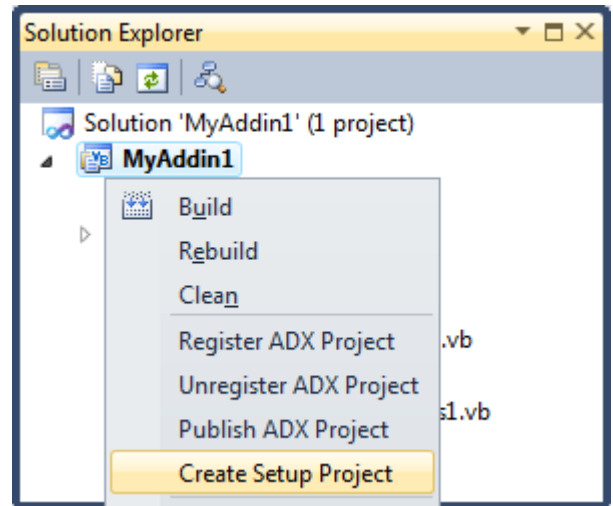 Solution Explorer
Solution 'MyAddin1' (1 project)
MyAddin1
Build
Rebuild
Clean
Register ADX Project
.vb
Unregister ADX Project
s1.vb
Publish ADX Project
Create Setup Project